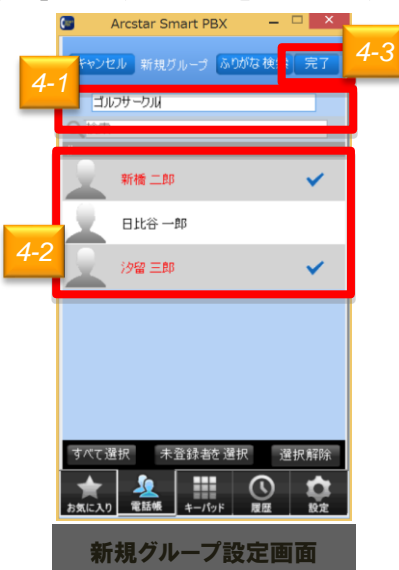 Arcstar Smart PBX
キャンセル 新規グループ ふりがな検索 完了
4-3
4-1
ゴルフサークル
新橋 二郎
日比谷 一郎
4-2
汐留 三郎
すべて選択 未登録者を選択 選択解除
お気に入り 電話帳 キーパッド 履歴 設定
新規グループ設定画面